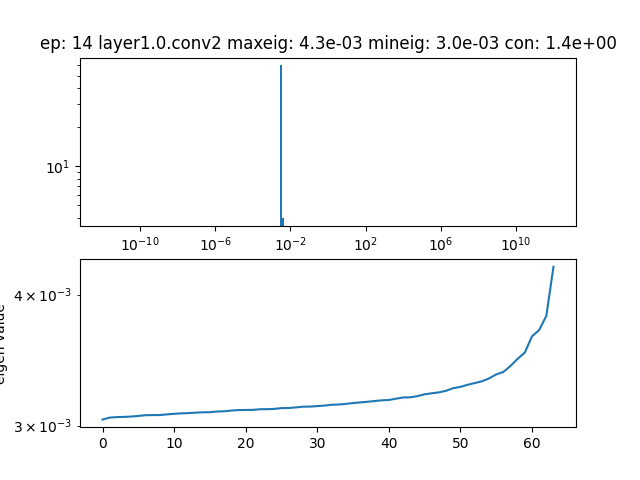 ep: 14 layer1.0.conv2 maxeig: 4.3e-03 mineig: 3.0e-03 con: 1.4e+00
10¹
10⁻¹⁰ 10⁻⁶ 10⁻² 10² 10⁶ 10¹⁰
4 × 10⁻³
eigen value
3 × 10⁻³
0 10 20 30 40 50 60